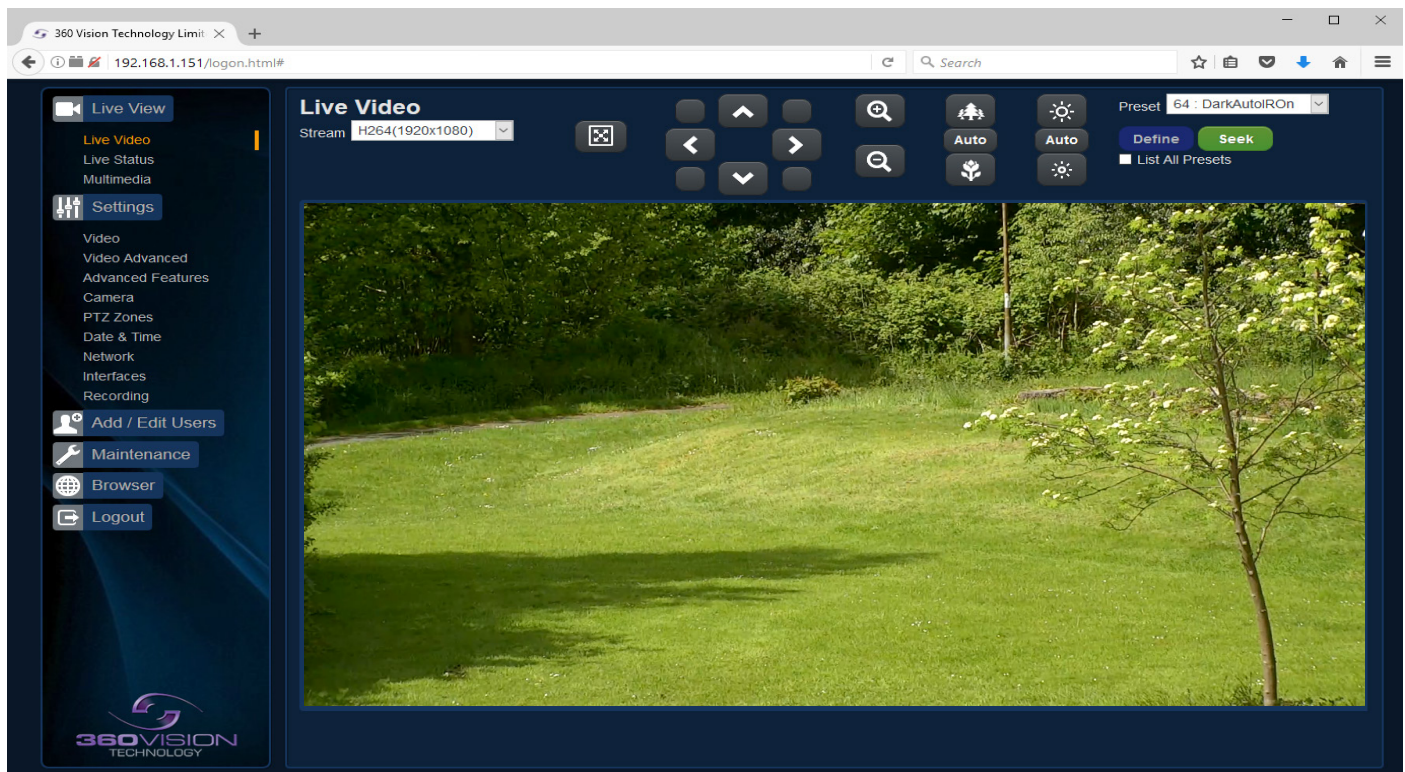 360 Vision Technology Limit
192.168.1.151/logon.html#
Search
Live View
Live Video
Live Status
Multimedia
Settings
Video
Video Advanced
Advanced Features
Camera
PTZ Zones
Date & Time
Network
Interfaces
Recording
Add / Edit Users
Maintenance
Browser
Logout
360VISION
TECHNOLOGY
Live Video
Stream H264(1920x1080)
Auto
Auto
Preset 64 : DarkAutoIROn
Define Seek
List All Presets